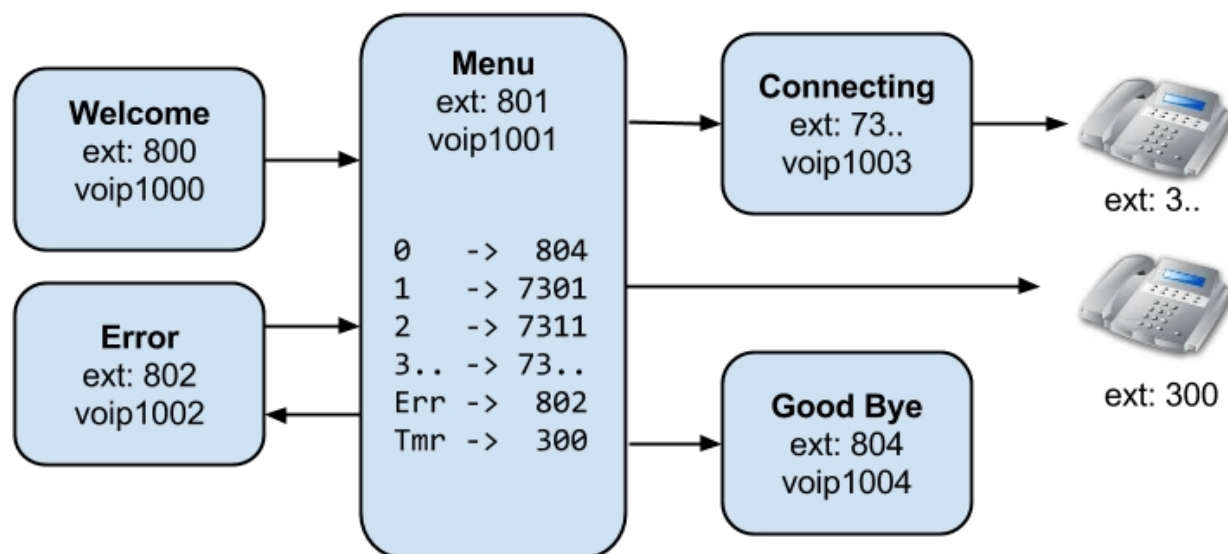 Welcome
ext: 800
voip1000
Error
ext: 802
voip1002
Menu
ext: 801
voip1001
0 -> 804
1 -> 7301
2 -> 7311
3.. -> 73..
Err -> 802
Tmr -> 300
Connecting
ext: 73..
voip1003
ext: 3..
ext: 300
Good Bye
ext: 804
voip1004